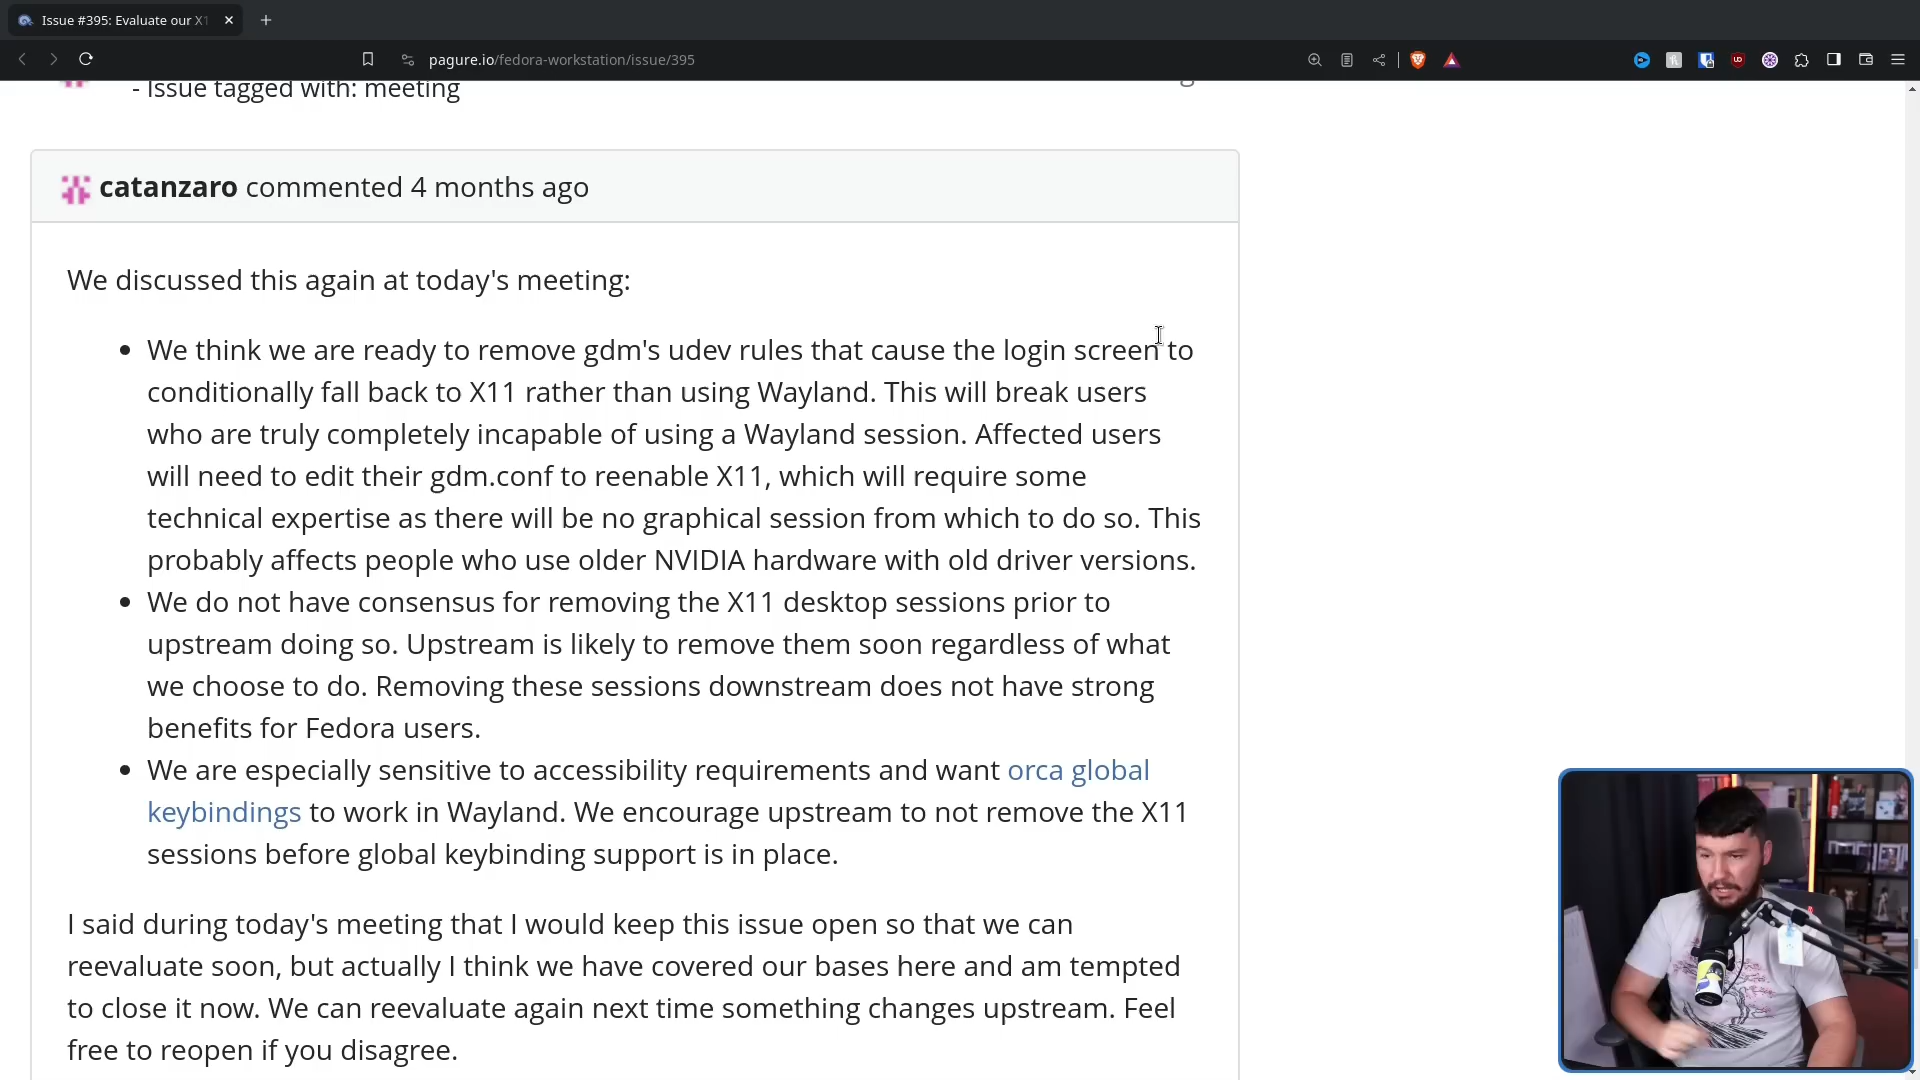 Issue #395: Evaluate our X1
pagure.io/fedora-workstation/issue/395
- Issue tagged with: meeting
catanzaro commented 4 months ago
We discussed this again at today's meeting:
• We think we are ready to remove gdm's udev rules that cause the login screen to
conditionally fall back to X11 rather than using Wayland. This will break users
who are truly completely incapable of using a Wayland session. Affected users
will need to edit their gdm.conf to reenable X11, which will require some
technical expertise as there will be no graphical session from which to do so. This
probably affects people who use older NVIDIA hardware with old driver versions.
• We do not have consensus for removing the X11 desktop sessions prior to
upstream doing so. Upstream is likely to remove them soon regardless of what
we choose to do. Removing these sessions downstream does not have strong
benefits for Fedora users.
• We are especially sensitive to accessibility requirements and want orca global
keybindings to work in Wayland. We encourage upstream to not remove the X11
sessions before global keybinding support is in place.
I said during today's meeting that I would keep this issue open so that we can
reevaluate soon, but actually I think we have covered our bases here and am tempted
to close it now. We can reevaluate again next time something changes upstream. Feel
free to reopen if you disagree.